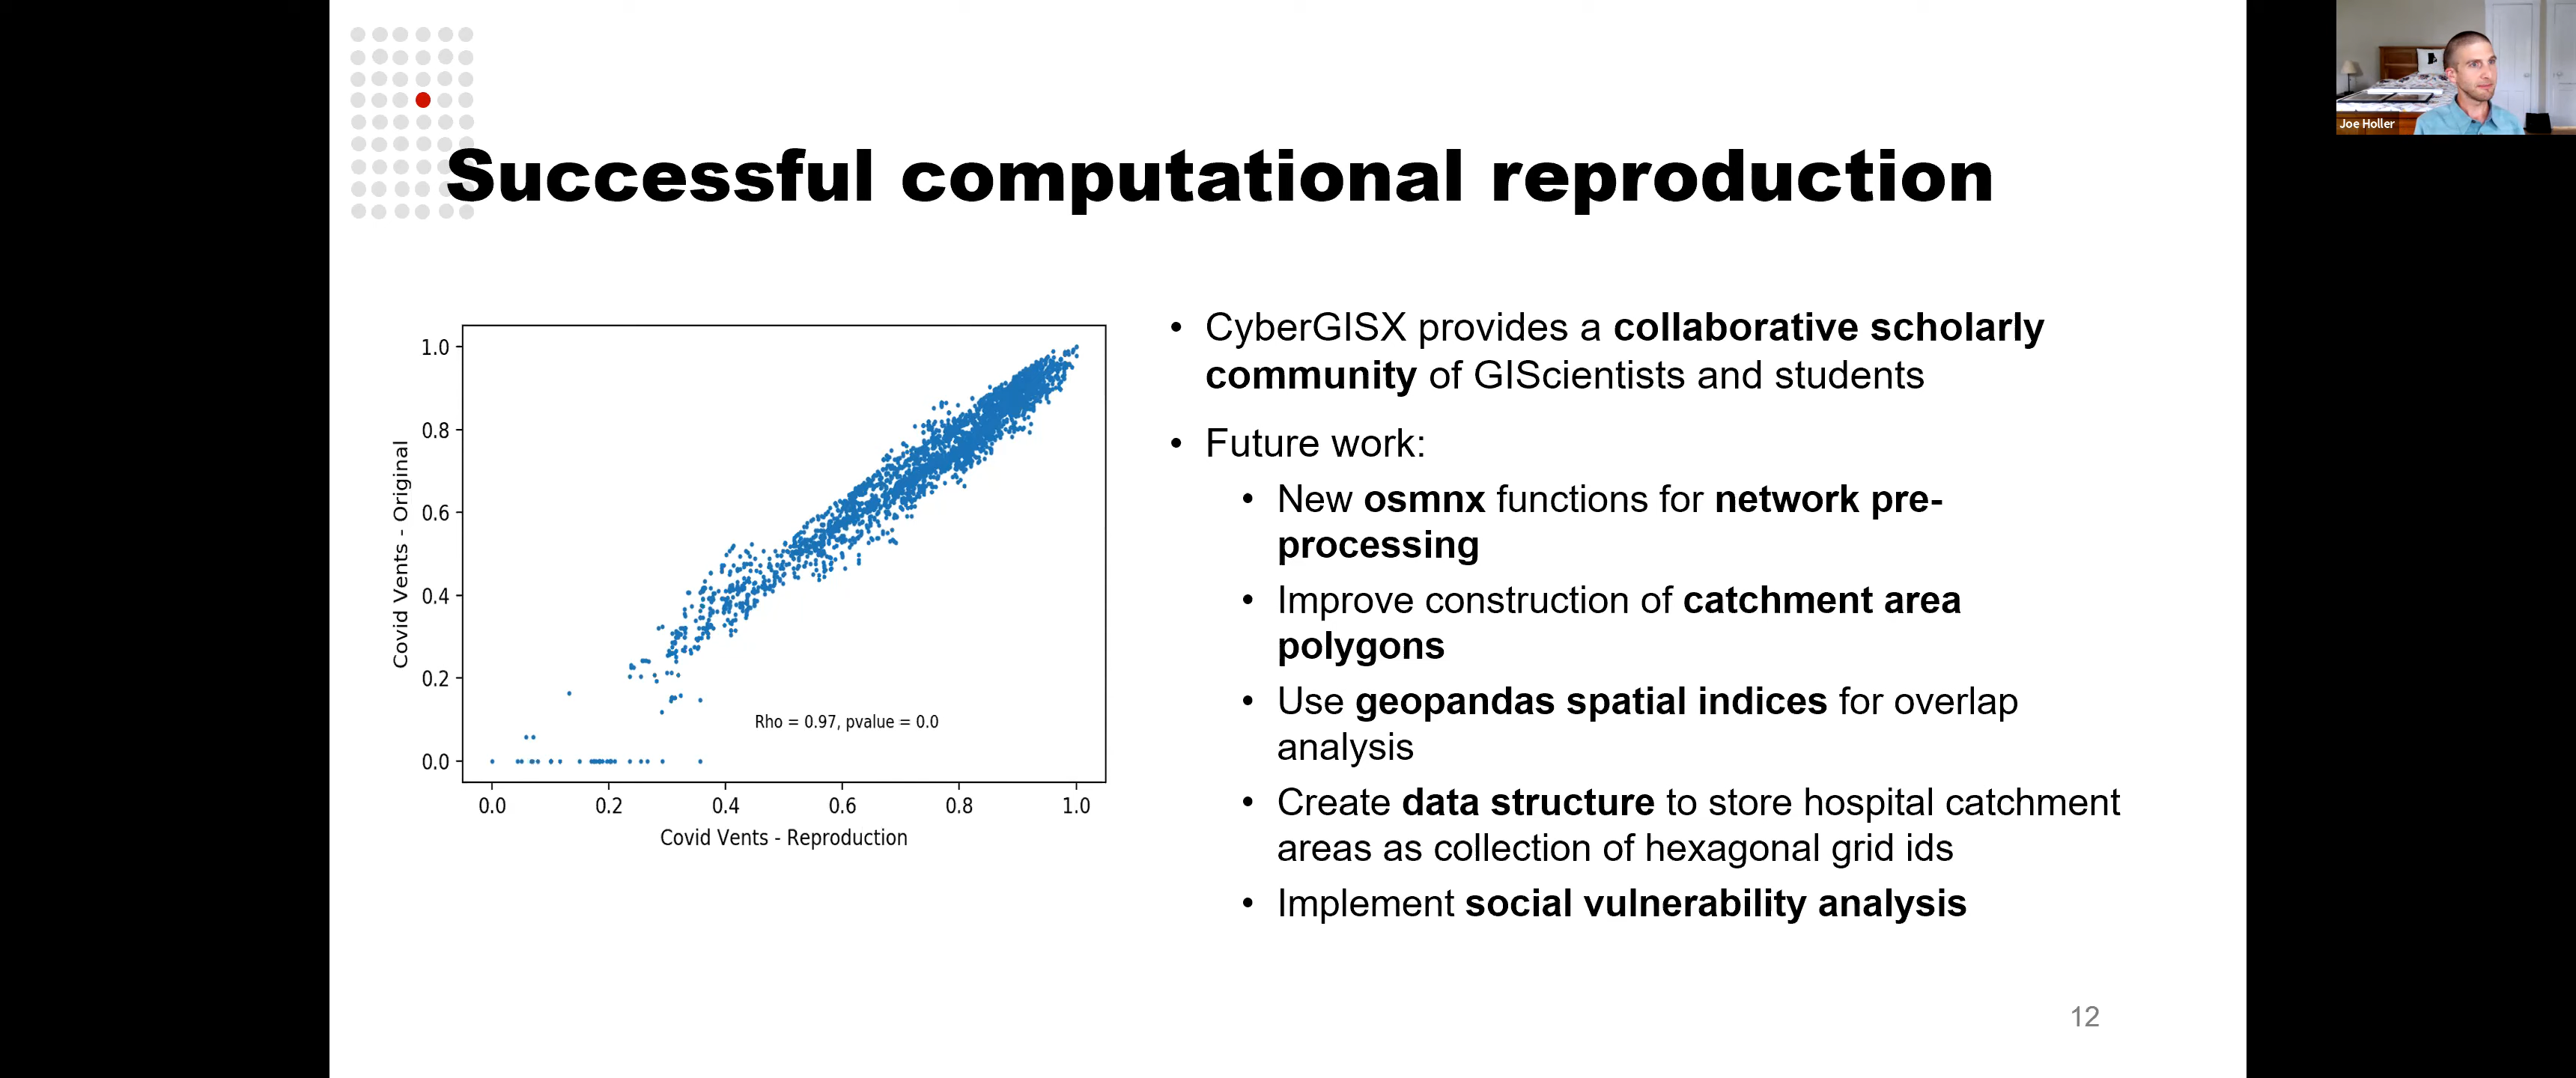 Joe Holler
Successful computational reproduction
1.0
0.8
0.6
0.4
0.2
0.0
Covid Vents - Original
Rho = 0.97, pvalue = 0.0
0.0 0.2 0.4 0.6 0.8 1.0
Covid Vents - Reproduction
• CyberGISX provides a collaborative scholarly
community of GIScientists and students
• Future work:
• New osmnx functions for network pre-
processing
• Improve construction of catchment area
polygons
• Use geopandas spatial indices for overlap
analysis
• Create data structure to store hospital catchment
areas as collection of hexagonal grid ids
• Implement social vulnerability analysis
12